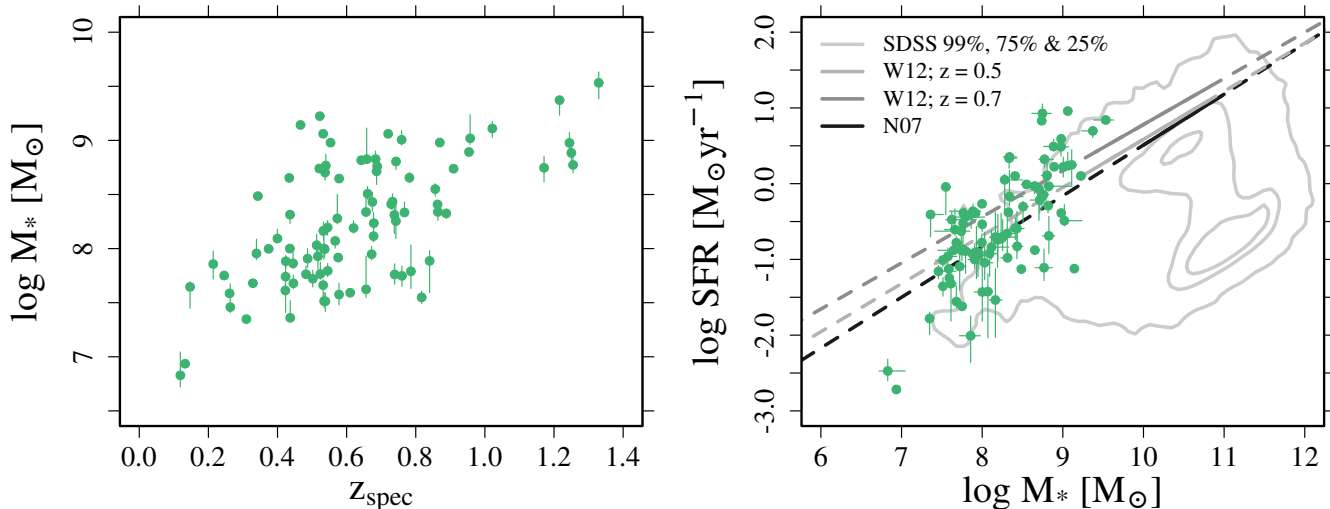 10
9
8
7
log M* [M⊙]
0.0 0.2 0.4 0.6 0.8 1.0 1.2 1.4
z_spec
2.0
1.0
0.0
-1.0
-2.0
-3.0
log SFR [M⊙yr⁻¹]
SDSS 99%, 75% & 25%
W12; z = 0.5
W12; z = 0.7
N07
6 7 8 9 10 11 12
log M* [M⊙]